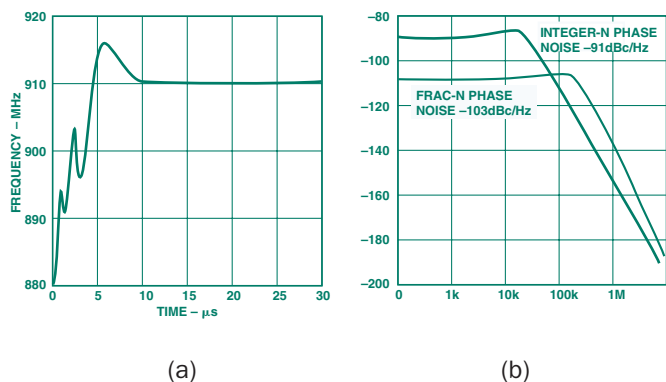 920
910
900
890
880
FREQUENCY – MHz
0
5
10
15
20
25
30
TIME – μs
(a)
–80
–100
–120
–140
–160
–180
–200
INTEGER-N PHASE
NOISE –91dBc/Hz
FRAC-N PHASE
NOISE –103dBc/Hz
0
1k
10k
100k
1M
(b)